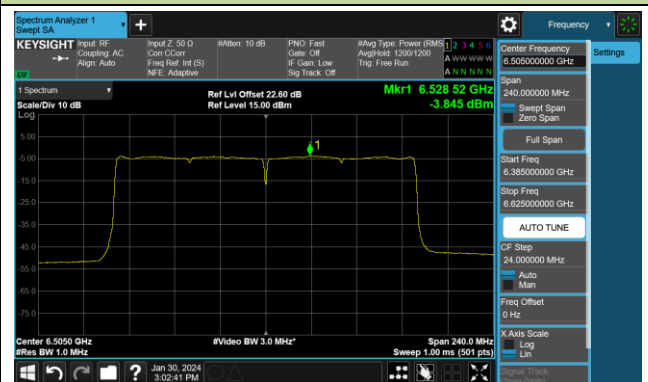 Spectrum Analyzer 1
Swept SA
Frequency
KEYSIGHT
Input: RF
Coupling: AC
Align: Auto
Input Z: 50 Ω
Corr CCorr
Freq Ref: Int (S)
NFE: Adaptive
#Atten: 10 dB
PNO: Fast
Gate: Off
IF Gain: Low
Sig Track: Off
#Avg Type: Power (RMS
Avg|Hold: 1200/1200
Trig: Free Run
1 2 3 4 5 6
A W W W W W
A N N N N N
LXI
Center Frequency
6.505000000 GHz
Settings
Span
240.000000 MHz
Swept Span
Zero Span
Full Span
Start Freq
6.385000000 GHz
Stop Freq
6.625000000 GHz
AUTO TUNE
CF Step
24.000000 MHz
Auto
Man
Freq Offset
0 Hz
X Axis Scale
Log
Lin
Signal Track
1 Spectrum
Scale/Div 10 dB
Log
Ref Lvl Offset 22.60 dB
Ref Level 15.00 dBm
Mkr1 6.528 52 GHz
-3.845 dBm
5.00
-5.00
-15.0
-25.0
-35.0
-45.0
-55.0
-65.0
-75.0
1
Center 6.5050 GHz
#Res BW 1.0 MHz
#Video BW 3.0 MHz*
Span 240.0 MHz
Sweep 1.00 ms (501 pts)
?
Jan 30, 2024
3:02:41 PM